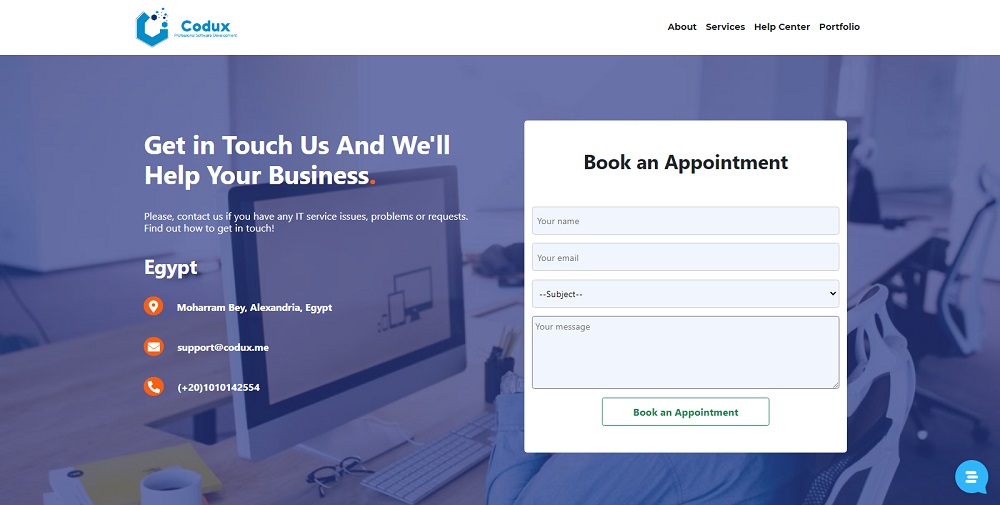 Codux
Professional Software Development
About Services Help Center Portfolio
Get in Touch Us And We'll
Help Your Business.
Please, contact us if you have any IT service issues, problems or requests.
Find out how to get in touch!
Egypt
Moharram Bey, Alexandria, Egypt
support@codux.me
(+20)1010142554
Book an Appointment
Your name
Your email
--Subject--
Your message
Book an Appointment